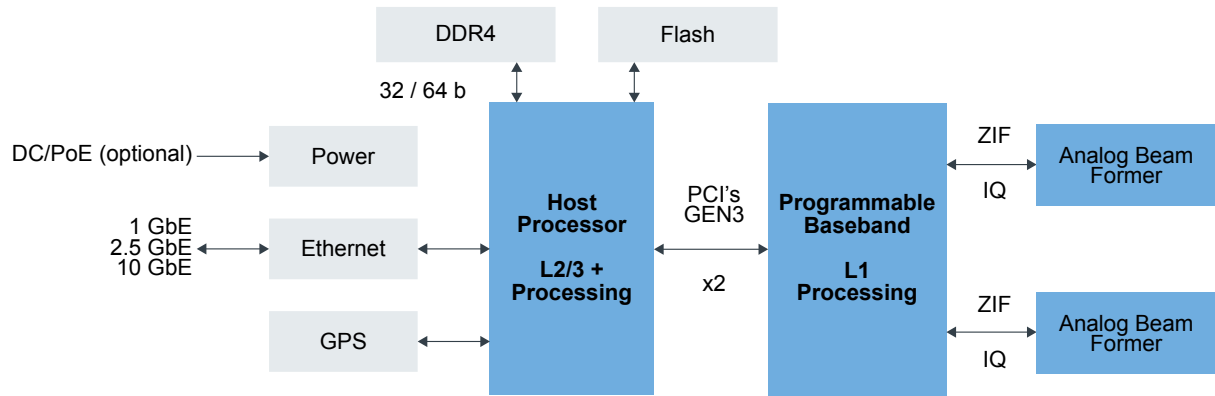 DDR4
Flash
32 / 64 b
DC/PoE (optional)
Power
1 GbE
2.5 GbE
10 GbE
Ethernet
GPS
Host
Processor
L2/3 +
Processing
PCI's
GEN3
x2
Programmable
Baseband
L1
Processing
ZIF
IQ
Analog Beam
Former
ZIF
IQ
Analog Beam
Former